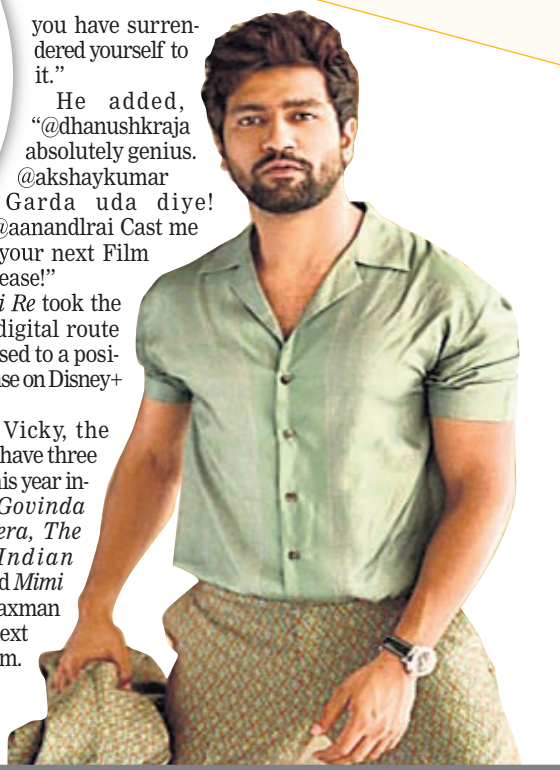 you have surren-
dered yourself to
it.”
He added,
“@dhanushkraja
absolutely genius.
@akshaykumar
Garda uda diye!
@aanandlrai Cast me
your next Film
ease!”
Re took the
digital route
sed to a posi-
se on Disney+
Vicky, the
have three
is year in-
Govinda
era, The
Indian
d Mimi
axman
ext
m.